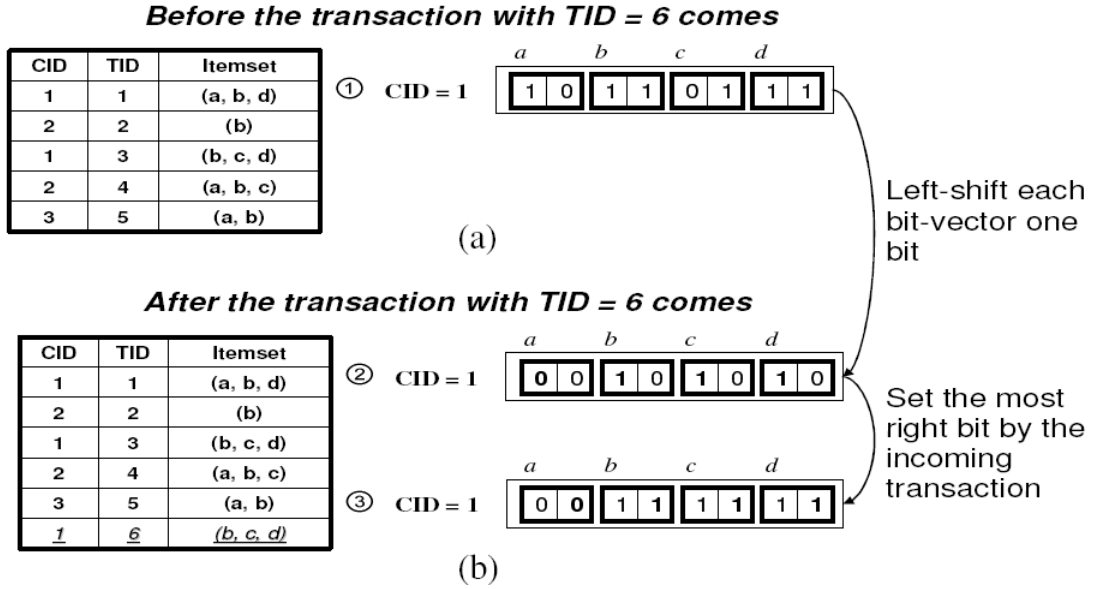 Before the transaction with TID = 6 comes
CID TID Itemset
1 1 (a, b, d)
2 2 (b)
1 3 (b, c, d)
2 4 (a, b, c)
3 5 (a, b)
① CID = 1
a b c d
1 0 1 1 0 1 1 1
(a)
Left-shift each
bit-vector one
bit
After the transaction with TID = 6 comes
CID TID Itemset
1 1 (a, b, d)
2 2 (b)
1 3 (b, c, d)
2 4 (a, b, c)
3 5 (a, b)
1 6 (b, c, d)
② CID = 1
a b c d
0 0 1 0 1 0 1 0
Set the most
right bit by the
incoming
transaction
③ CID = 1
a b c d
0 0 1 1 1 1 1 1
(b)